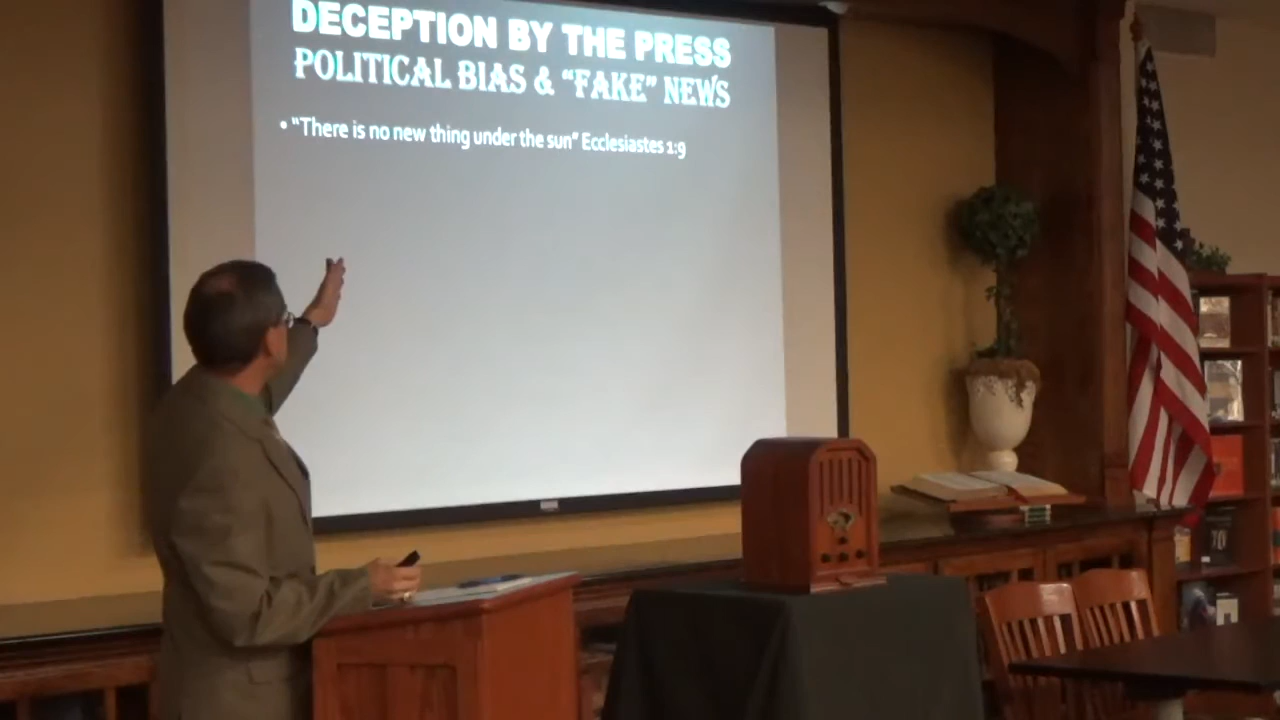 DECEPTION BY THE PRESS
POLITICAL BIAS & “FAKE” NEWS
• “There is no new thing under the sun” Ecclesiastes 1:9